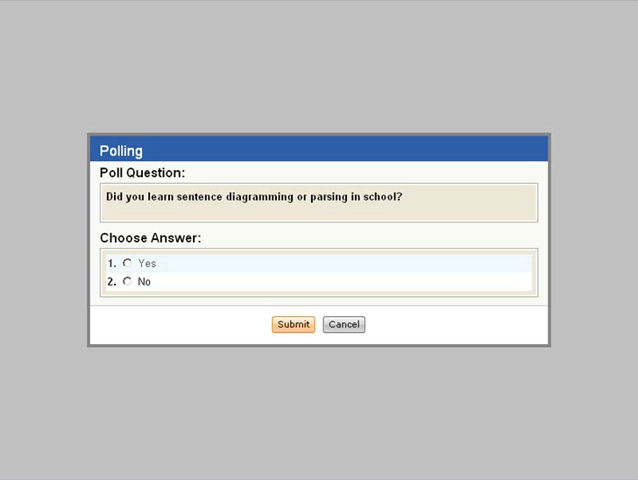 Polling
Poll Question:
Did you learn sentence diagramming or parsing in school?
Choose Answer:
1. Yes
2. No
Submit Cancel